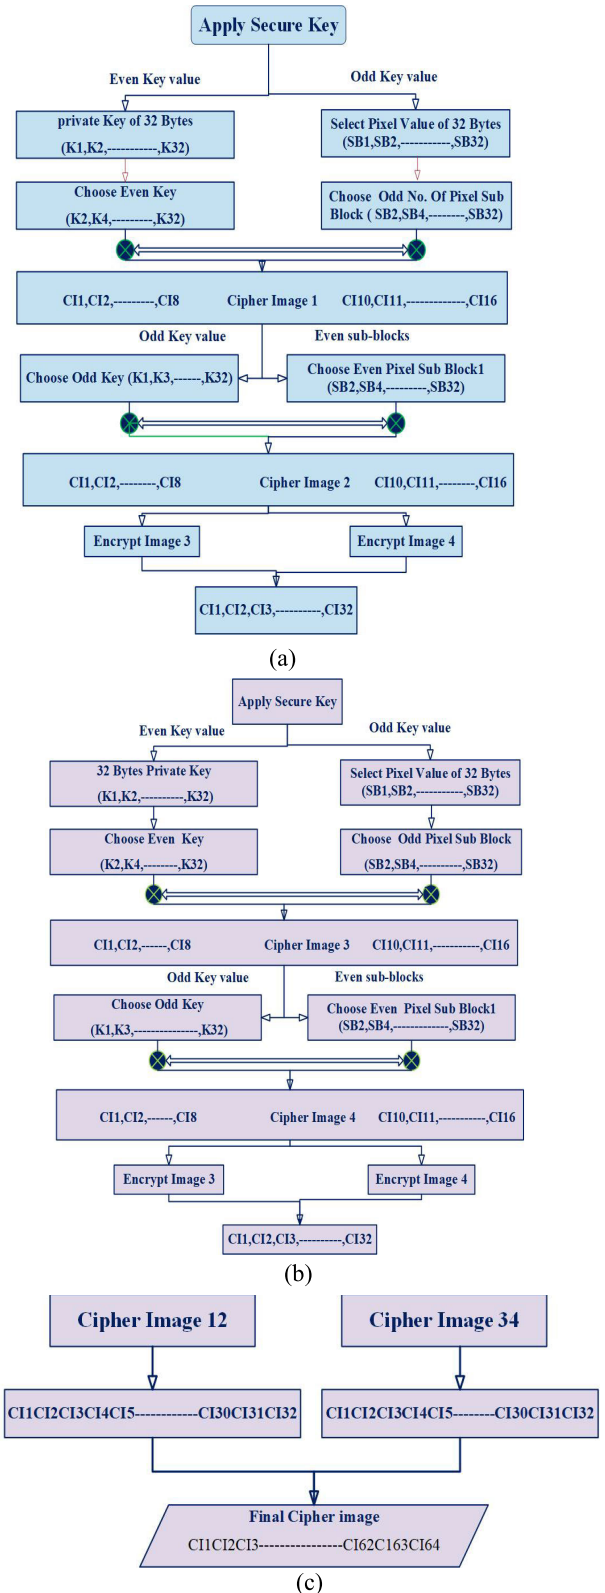 Apply Secure Key
Even Key value
Odd Key value
private Key of 32 Bytes
(K1,K2,-----------,K32)
Select Pixel Value of 32 Bytes
(SB1,SB2,-----------,SB32)
Choose Even Key
(K2,K4,---------,K32)
Choose Odd No. Of Pixel Sub
Block ( SB2,SB4,--------,SB32)
CI1,CI2,---------,CI8 Cipher Image 1 CI10,CI11,-------------,CI16
Odd Key value
Even sub-blocks
Choose Odd Key (K1,K3,------,K32)
Choose Even Pixel Sub Block1
(SB2,SB4,---------,SB32)
CI1,CI2,--------,CI8 Cipher Image 2 CI10,CI11,--------,CI16
Encrypt Image 3
Encrypt Image 4
CI1,CI2,CI3,----------,CI32
(a)
Apply Secure Key
Even Key value
Odd Key value
32 Bytes Private Key
(K1,K2,----------,K32)
Select Pixel Value of 32 Bytes
(SB1,SB2,-----------,SB32)
Choose Even Key
(K2,K4,--------,K32)
Choose Odd Pixel Sub Block
(SB2,SB4,----------,SB32)
CI1,CI2,------,CI8 Cipher Image 3 CI10,CI11,-----------,CI16
Odd Key value
Even sub-blocks
Choose Odd Key
(K1,K3,---------------,K32)
Choose Even Pixel Sub Block1
(SB2,SB4,-------------,SB32)
CI1,CI2,------,CI8 Cipher Image 4 CI10,CI11,-----------,CI16
Encrypt Image 3
Encrypt Image 4
CI1,CI2,CI3,----------,CI32
(b)
Cipher Image 12
Cipher Image 34
CI1CI2CI3CI4CI5------------CI30CI31CI32
CI1CI2CI3CI4CI5--------CI30CI31CI32
Final Cipher image
CI1CI2CI3----------------CI62C163CI64
(c)